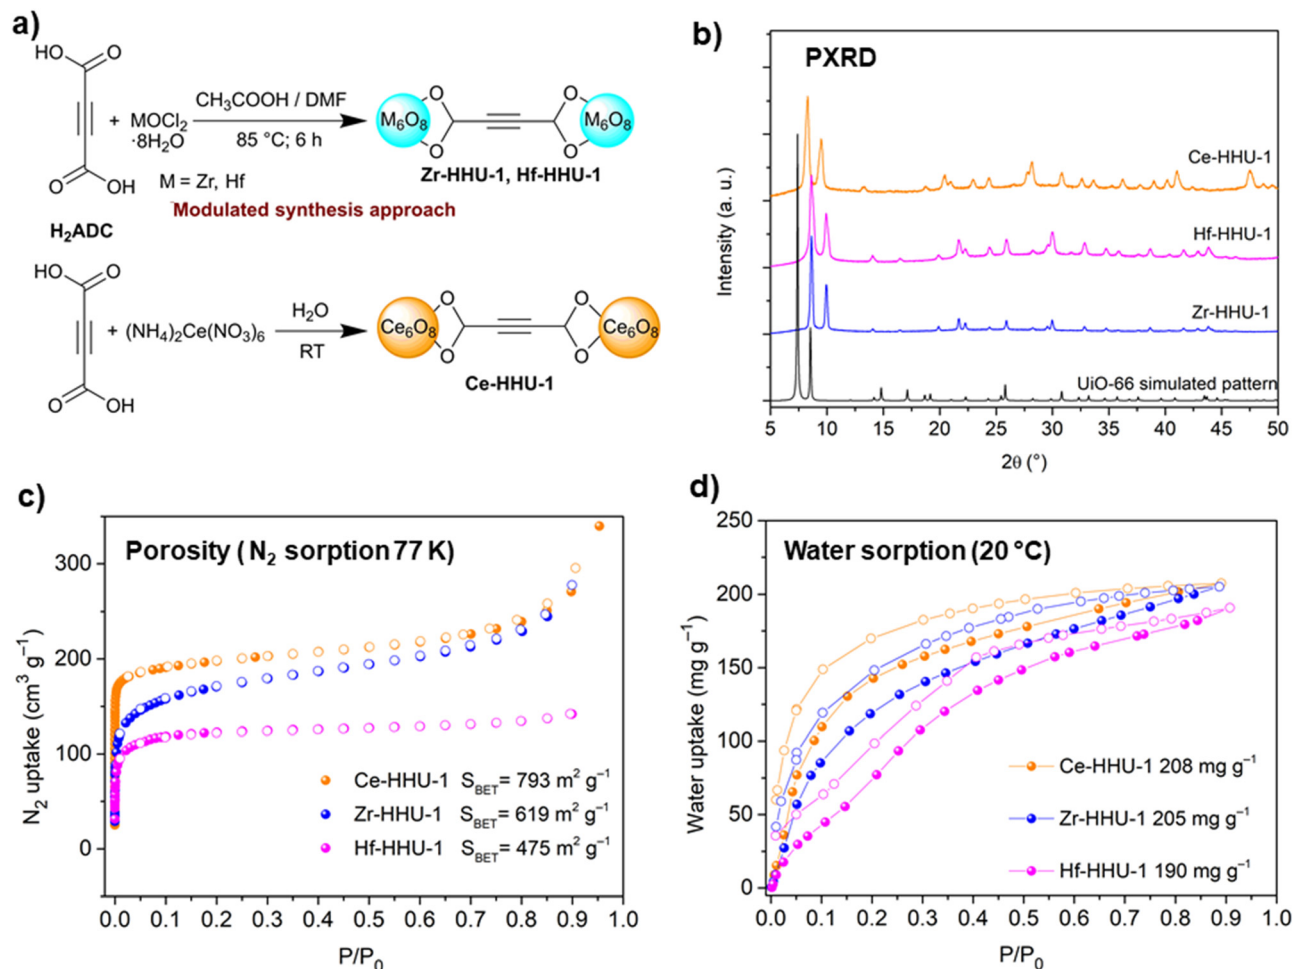 a)
HO
O
O
OH
H₂ADC
+ MOCl₂
·8H₂O
CH₃COOH / DMF
85 °C; 6 h
M = Zr, Hf
Modulated synthesis approach
M₆O₈
O
O
O
O
M₆O₈
Zr-HHU-1, Hf-HHU-1
HO
O
O
OH
+ (NH₄)₂Ce(NO₃)₆
H₂O
RT
Ce₆O₈
O
O
O
O
Ce₆O₈
Ce-HHU-1
b)
PXRD
Intensity (a. u.)
Ce-HHU-1
Hf-HHU-1
Zr-HHU-1
UiO-66 simulated pattern
5 10 15 20 25 30 35 40 45 50
2θ (°)
c)
Porosity ( N₂ sorption 77 K)
N₂ uptake (cm³ g⁻¹)
300
200
100
0
Ce-HHU-1 S_BET= 793 m² g⁻¹
Zr-HHU-1 S_BET= 619 m² g⁻¹
Hf-HHU-1 S_BET= 475 m² g⁻¹
0.0 0.1 0.2 0.3 0.4 0.5 0.6 0.7 0.8 0.9 1.0
P/P₀
d)
Water sorption (20 °C)
Water uptake (mg g⁻¹)
250
200
150
100
50
0
Ce-HHU-1 208 mg g⁻¹
Zr-HHU-1 205 mg g⁻¹
Hf-HHU-1 190 mg g⁻¹
0.0 0.1 0.2 0.3 0.4 0.5 0.6 0.7 0.8 0.9 1.0
P/P₀